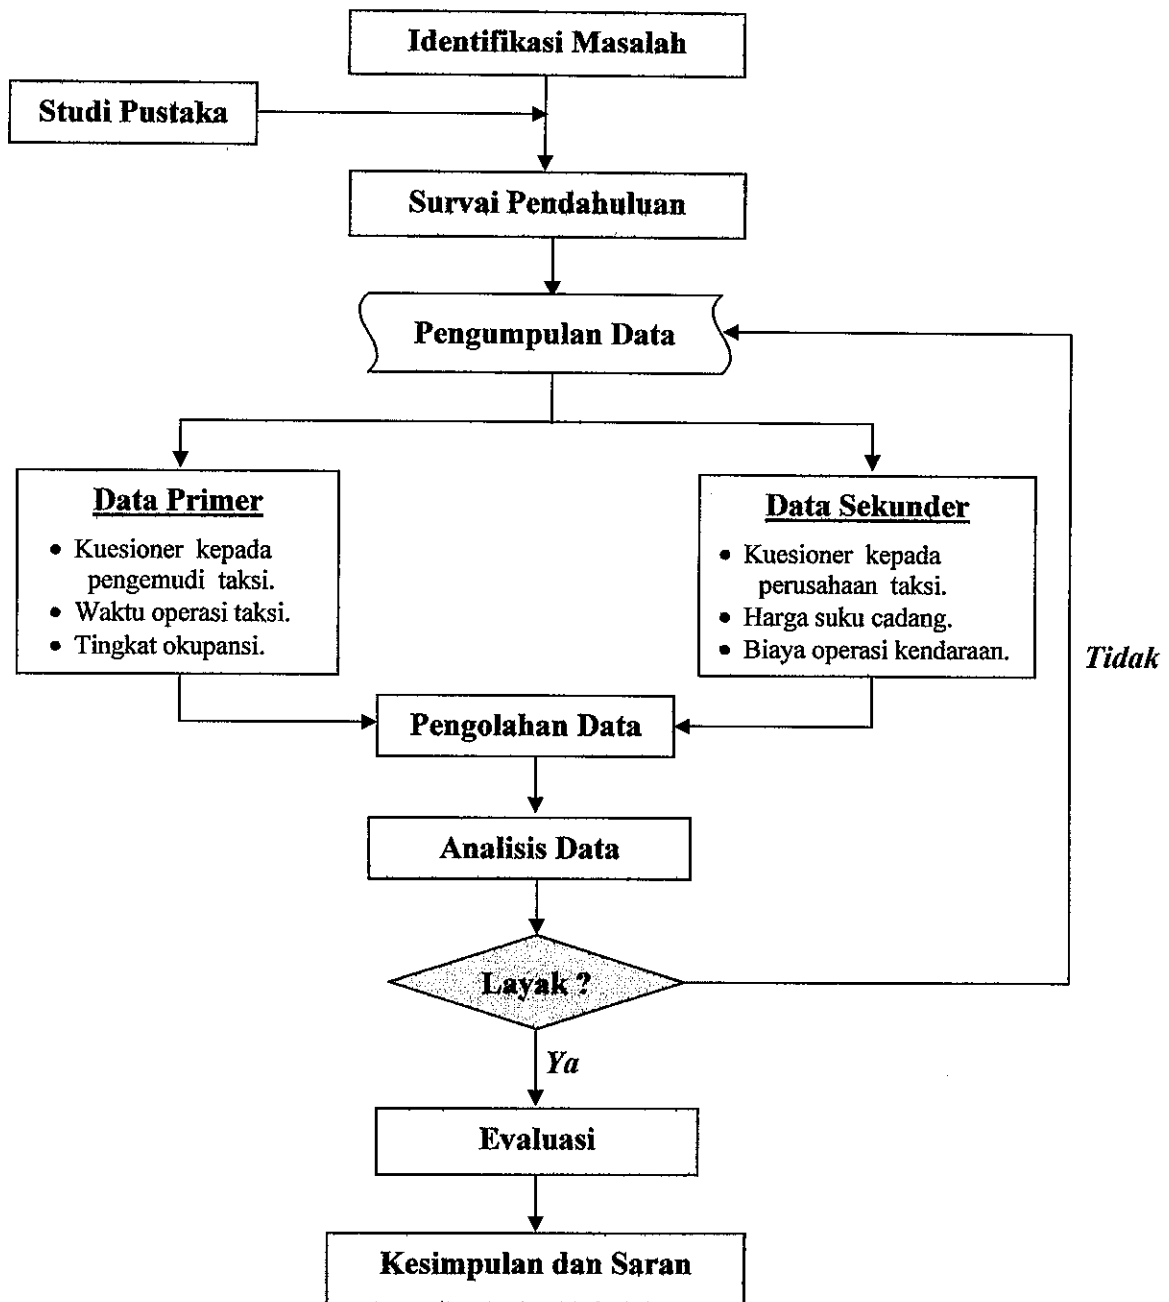 Identifikasi Masalah
Studi Pustaka
Survai Pendahuluan
Pengumpulan Data
Data Primer
• Kuesioner kepada
pengemudi taksi.
• Waktu operasi taksi.
• Tingkat okupansi.
Data Sekunder
• Kuesioner kepada
perusahaan taksi.
• Harga suku cadang.
• Biaya operasi kendaraan.
Tidak
Pengolahan Data
Analisis Data
Layak ?
Ya
Evaluasi
Kesimpulan dan Saran